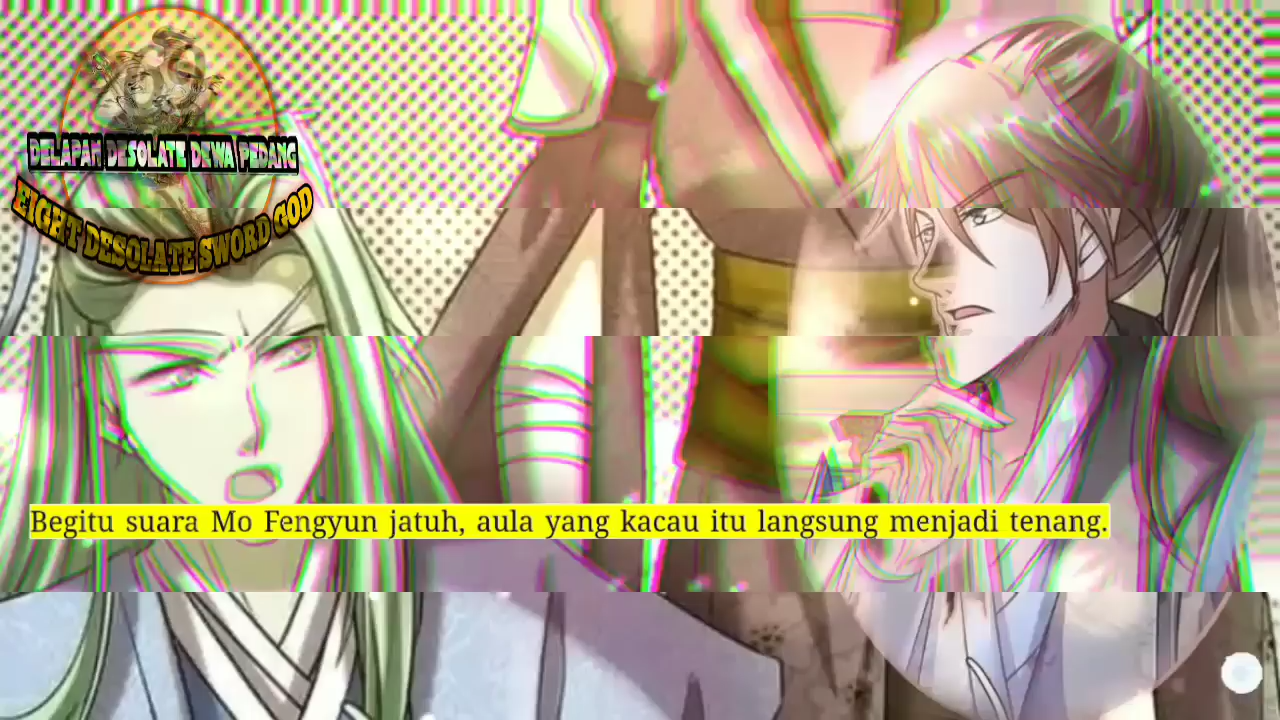 DELAPAN DESOLATE DEWA PEDANG
EIGHT DESOLATE SWORD GOD
Begitu suara Mo Fengyun jatuh, aula yang kacau itu langsung menjadi tenang.